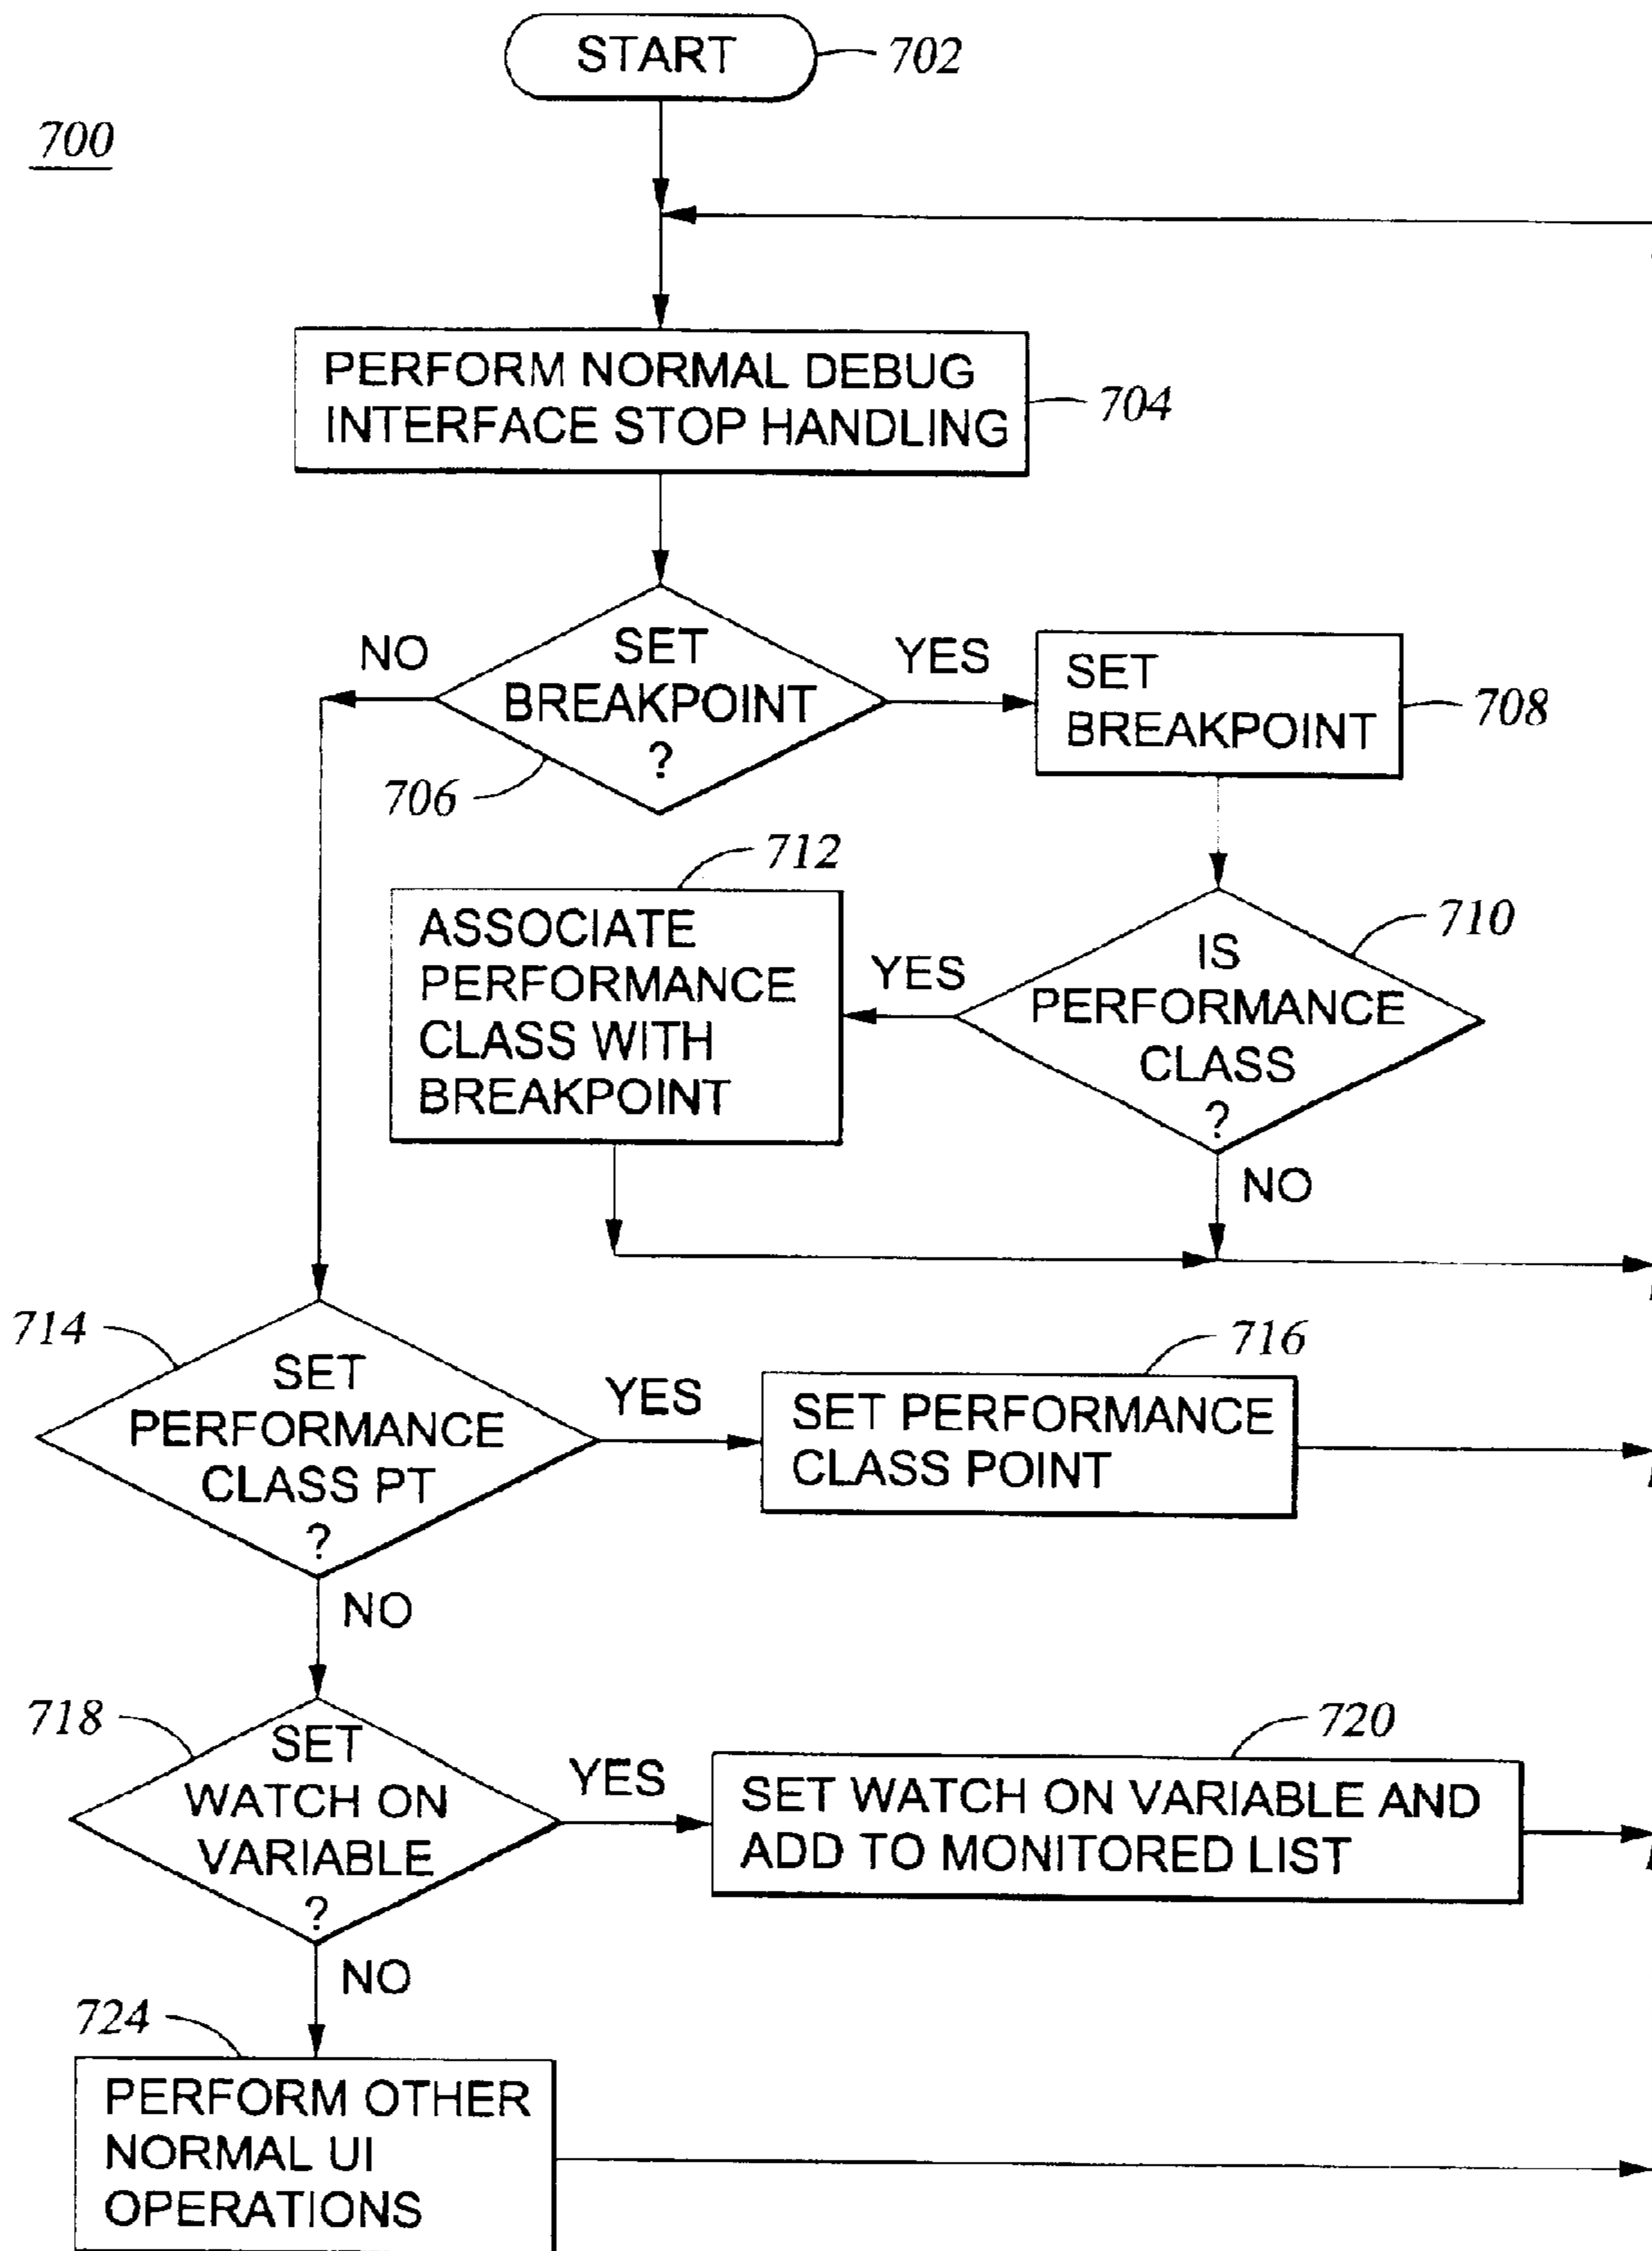 START
702
700
PERFORM NORMAL DEBUG
INTERFACE STOP HANDLING
704
NO
SET
BREAKPOINT
?
706
YES
SET
BREAKPOINT
708
712
ASSOCIATE
PERFORMANCE
CLASS WITH
BREAKPOINT
YES
IS
PERFORMANCE
CLASS
?
710
NO
714
SET
PERFORMANCE
CLASS PT
?
YES
716
SET PERFORMANCE
CLASS POINT
NO
718
SET
WATCH ON
VARIABLE
?
YES
720
SET WATCH ON VARIABLE AND
ADD TO MONITORED LIST
NO
724
PERFORM OTHER
NORMAL UI
OPERATIONS